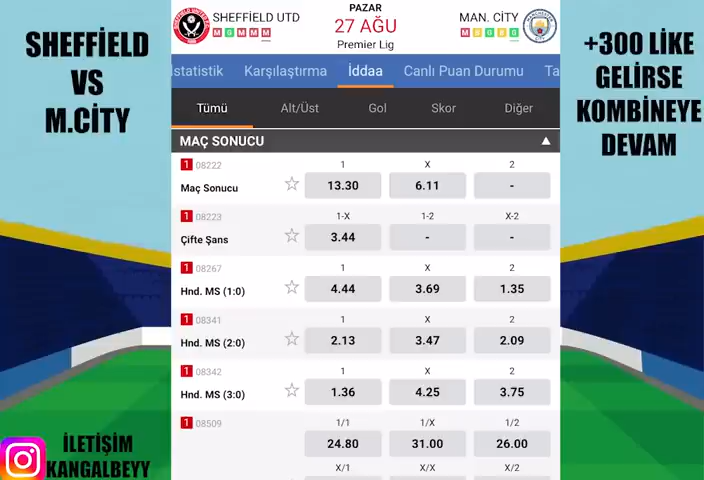 SHEFFİELD
VS
M.CİTY
SHEFFİELD UTD
M G M M M
PAZAR
27 AĞU
Premier Lig
MAN. CITY
M G G G G
+300 LİKE
GELİRSE
KOMBİNEYE
DEVAM
İstatistik Karşılaştırma İddaa Canlı Puan Durumu Ta
Tümü Alt/Üst Gol Skor Diğer
MAÇ SONUCU
1 08222 1 X 2
Maç Sonucu 13.30 6.11 -
1 08223 1-X 1-2 X-2
Çifte Şans 3.44 - -
1 08267 1 X 2
Hnd. MS (1:0) 4.44 3.69 1.35
1 08341 1 X 2
Hnd. MS (2:0) 2.13 3.47 2.09
1 08342 1 X 2
Hnd. MS (3:0) 1.36 4.25 3.75
1 08509 1/1 1/X 1/2
24.80 31.00 26.00
X/1 X/X X/2
İLETİŞİM
KANGALBEYY